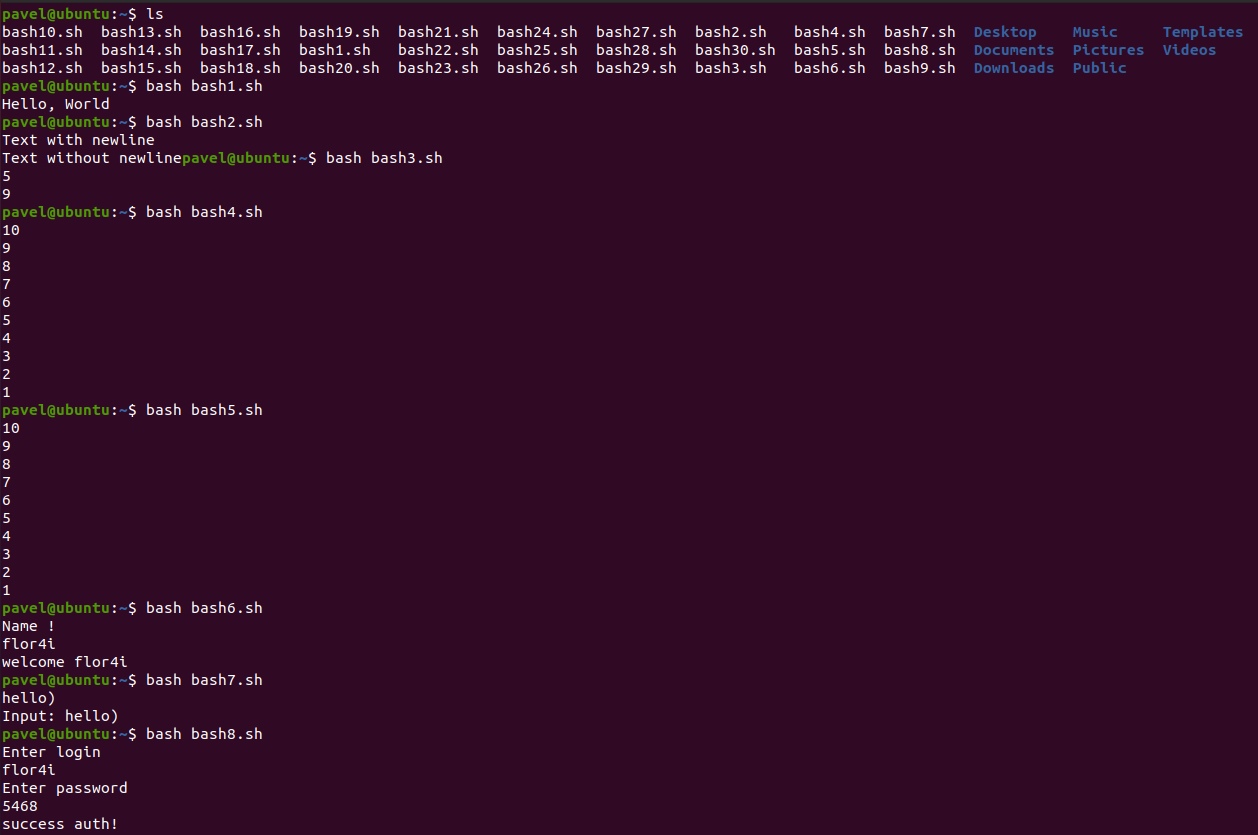 pavel@ubuntu:~$ ls
bash10.sh  bash13.sh  bash16.sh  bash19.sh  bash21.sh  bash24.sh  bash27.sh  bash2.sh   bash4.sh  bash7.sh  Desktop    Music     Templates
bash11.sh  bash14.sh  bash17.sh  bash1.sh   bash22.sh  bash25.sh  bash28.sh  bash30.sh  bash5.sh  bash8.sh  Documents  Pictures  Videos
bash12.sh  bash15.sh  bash18.sh  bash20.sh  bash23.sh  bash26.sh  bash29.sh  bash3.sh   bash6.sh  bash9.sh  Downloads  Public
pavel@ubuntu:~$ bash bash1.sh
Hello, World
pavel@ubuntu:~$ bash bash2.sh
Text with newline
Text without newlinepavel@ubuntu:~$ bash bash3.sh
5
9
pavel@ubuntu:~$ bash bash4.sh
10
9
8
7
6
5
4
3
2
1
pavel@ubuntu:~$ bash bash5.sh
10
9
8
7
6
5
4
3
2
1
pavel@ubuntu:~$ bash bash6.sh
Name !
flor4i
welcome flor4i
pavel@ubuntu:~$ bash bash7.sh
hello)
Input: hello)
pavel@ubuntu:~$ bash bash8.sh
Enter login
flor4i
Enter password
5468
success auth!